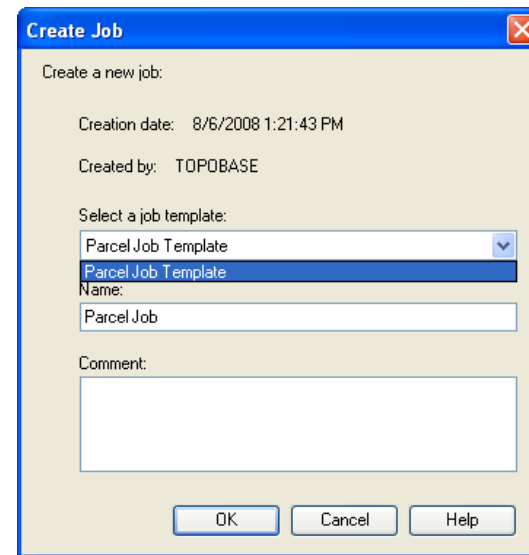 Create Job
Create a new job:
Creation date: 8/6/2008 1:21:43 PM
Created by: TOPOBASE
Select a job template:
Parcel Job Template
Parcel Job Template
Name:
Parcel Job
Comment:
OK Cancel Help